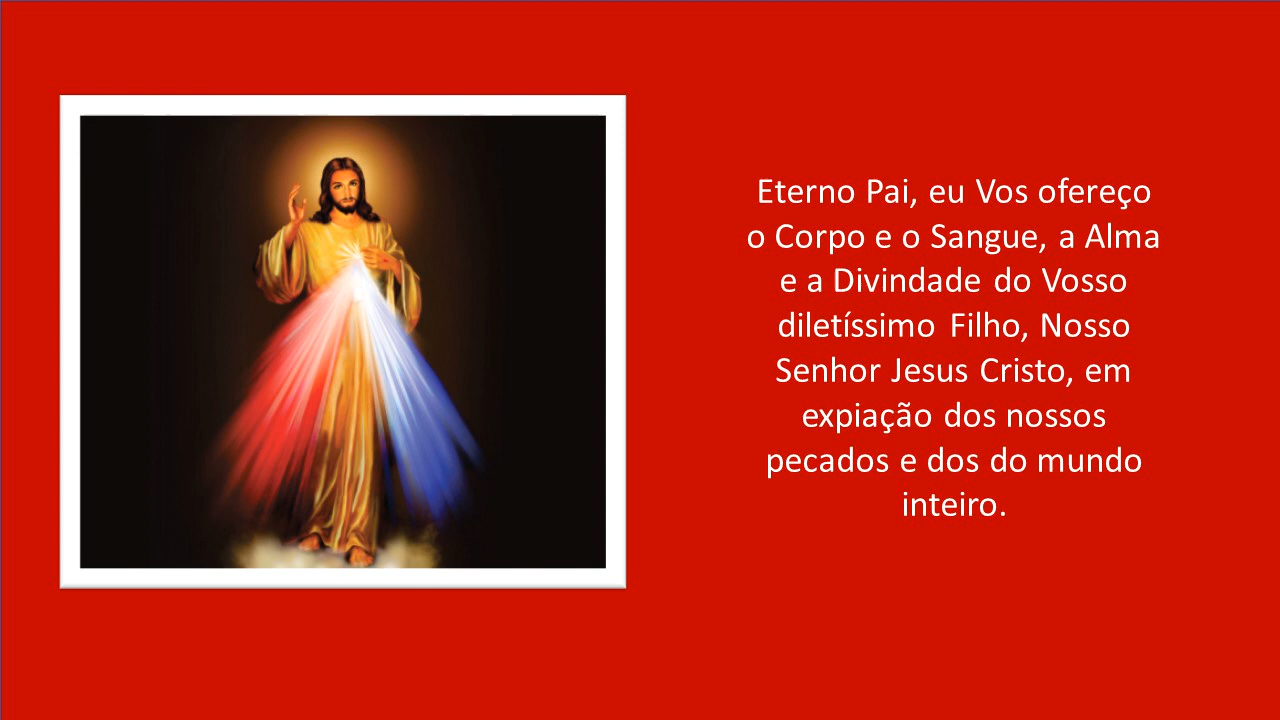 Eterno Pai, eu Vos ofereço
o Corpo e o Sangue, a Alma
e a Divindade do Vosso
diletíssimo Filho, Nosso
Senhor Jesus Cristo, em
expiação dos nossos
pecados e dos do mundo
inteiro.